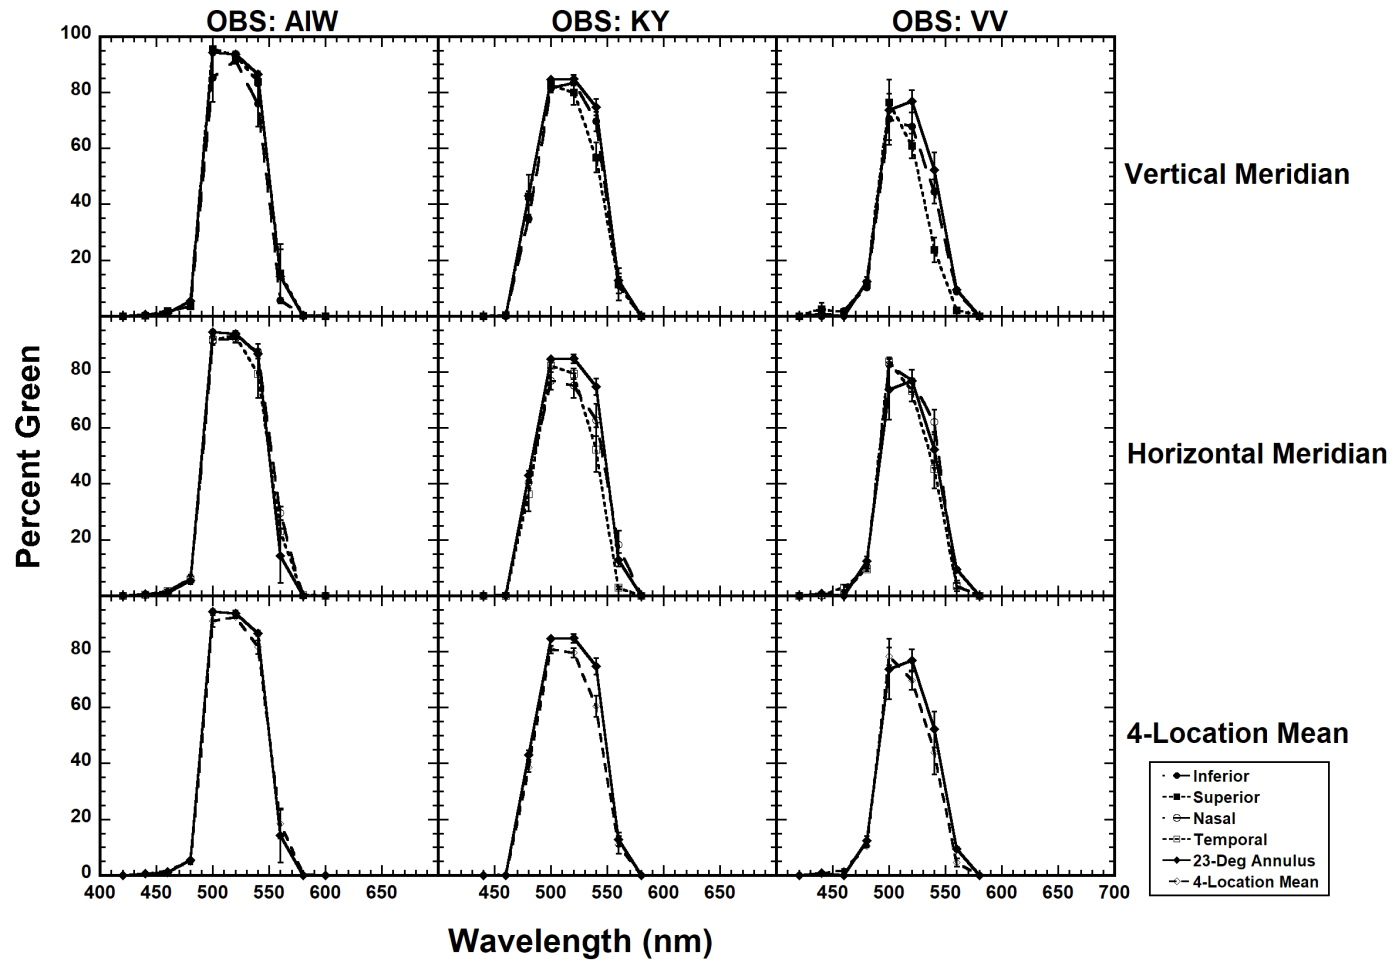 OBS: AIW OBS: KY OBS: VV
100
80
60
40
20
Vertical Meridian
80
60
40
20
Horizontal Meridian
80
60
40
20
0
4-Location Mean
Percent Green
400 450 500 550 600 650 450 500 550 600 650 450 500 550 600 650 700
Wavelength (nm)
Inferior
Superior
Nasal
Temporal
23-Deg Annulus
4-Location Mean